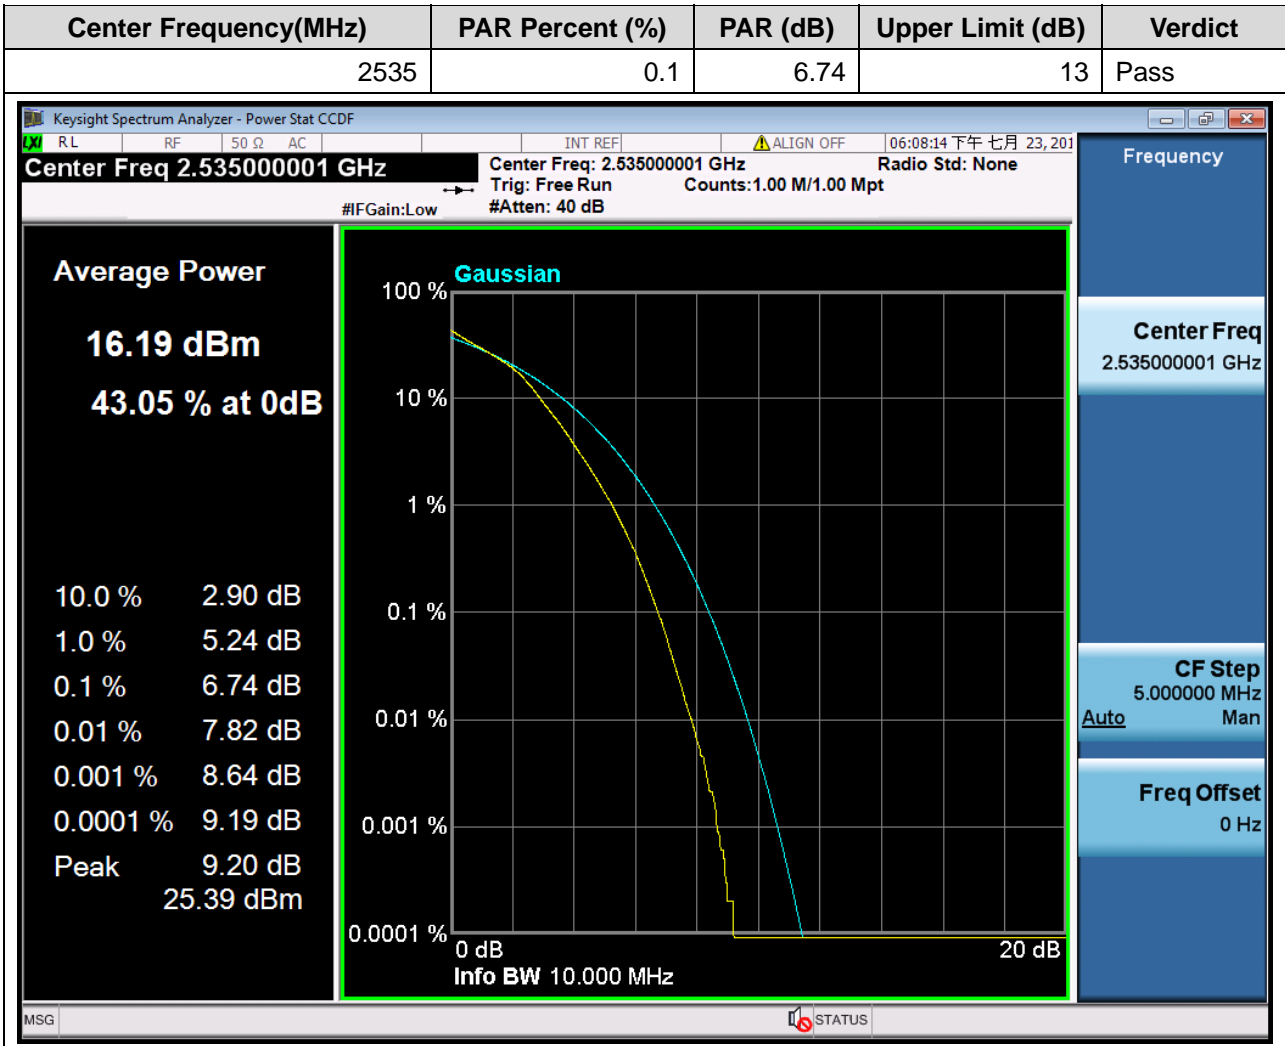 Center Frequency(MHz) PAR Percent (%) PAR (dB) Upper Limit (dB) Verdict
2535 0.1 6.74 13 Pass
Keysight Spectrum Analyzer - Power Stat CCDF
LXI RL RF 50 Ω AC INT REF ALIGN OFF 06:08:14 下午 七月 23, 201
Center Freq 2.535000001 GHz
Center Freq: 2.535000001 GHz Radio Std: None
Trig: Free Run Counts:1.00 M/1.00 Mpt
#IFGain:Low #Atten: 40 dB
Frequency
Average Power
16.19 dBm
43.05 % at 0dB
10.0 % 2.90 dB
1.0 % 5.24 dB
0.1 % 6.74 dB
0.01 % 7.82 dB
0.001 % 8.64 dB
0.0001 % 9.19 dB
Peak 9.20 dB
25.39 dBm
Gaussian
100 %
10 %
1 %
0.1 %
0.01 %
0.001 %
0.0001 %
0 dB 20 dB
Info BW 10.000 MHz
Center Freq
2.535000001 GHz
CF Step
5.000000 MHz
Auto Man
Freq Offset
0 Hz
MSG STATUS